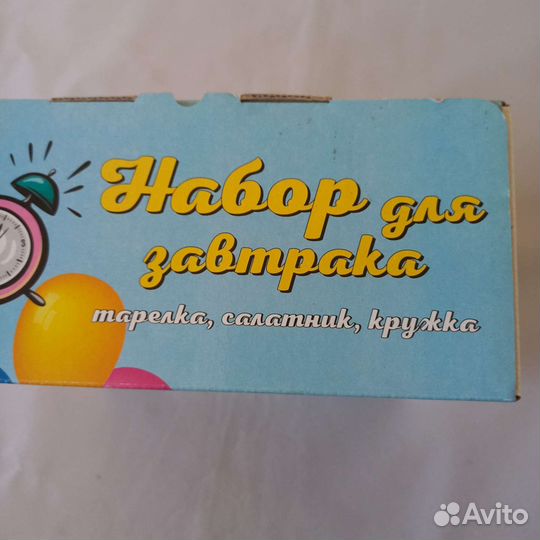 Набор для
завтрака
тарелка, салатник, кружка
Avito